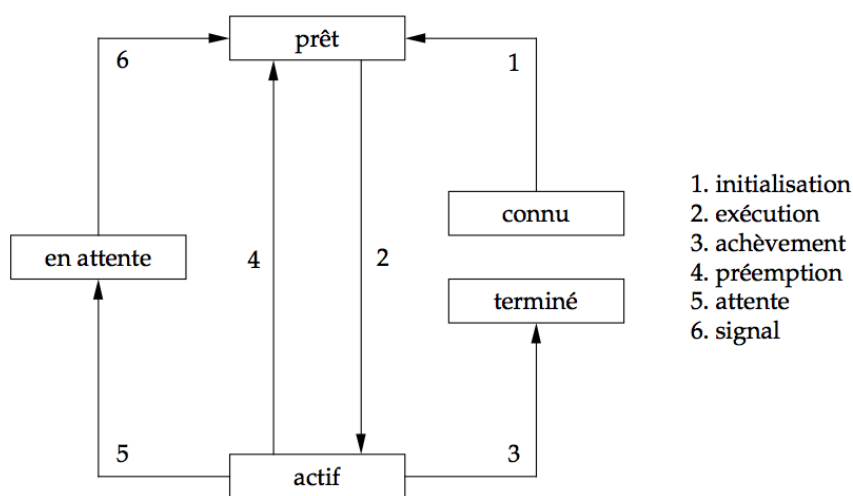 prêt
6
1
connu
en attente
4
2
terminé
5
3
actif
1. initialisation
2. exécution
3. achèvement
4. préemption
5. attente
6. signal